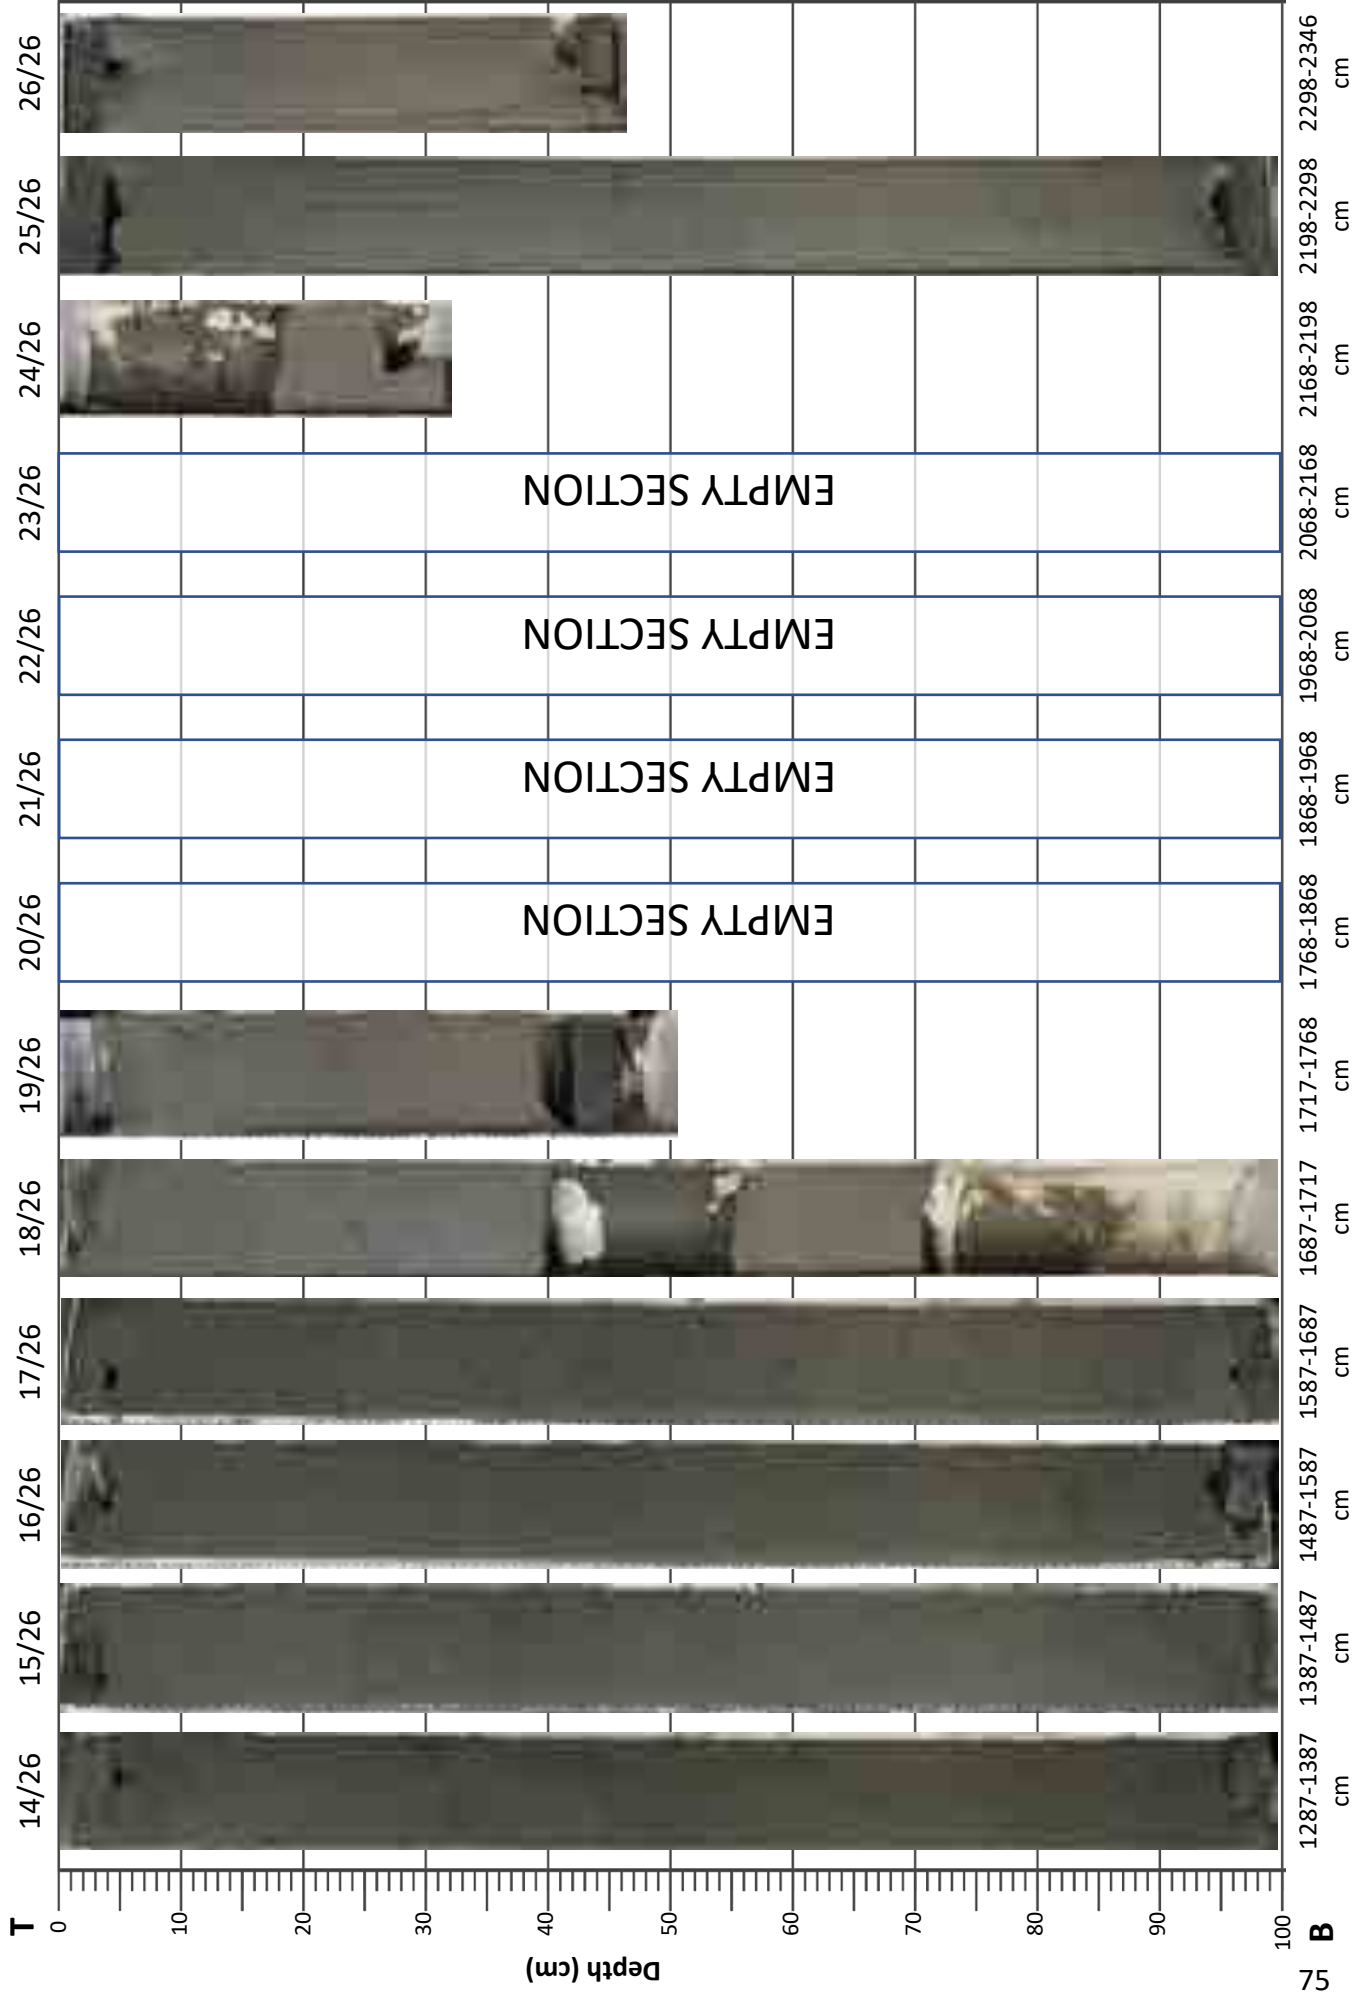 T
14/26
15/26
16/26
17/26
18/26
19/26
20/26
21/26
22/26
23/26
24/26
25/26
26/26
Depth (cm)
0
10
20
30
40
50
60
70
80
90
100
EMPTY SECTION
EMPTY SECTION
EMPTY SECTION
EMPTY SECTION
B
1287-1387
cm
1387-1487
cm
1487-1587
cm
1587-1687
cm
1687-1717
cm
1717-1768
cm
1768-1868
cm
1868-1968
cm
1968-2068
cm
2068-2168
cm
2168-2198
cm
2198-2298
cm
2298-2346
cm
75